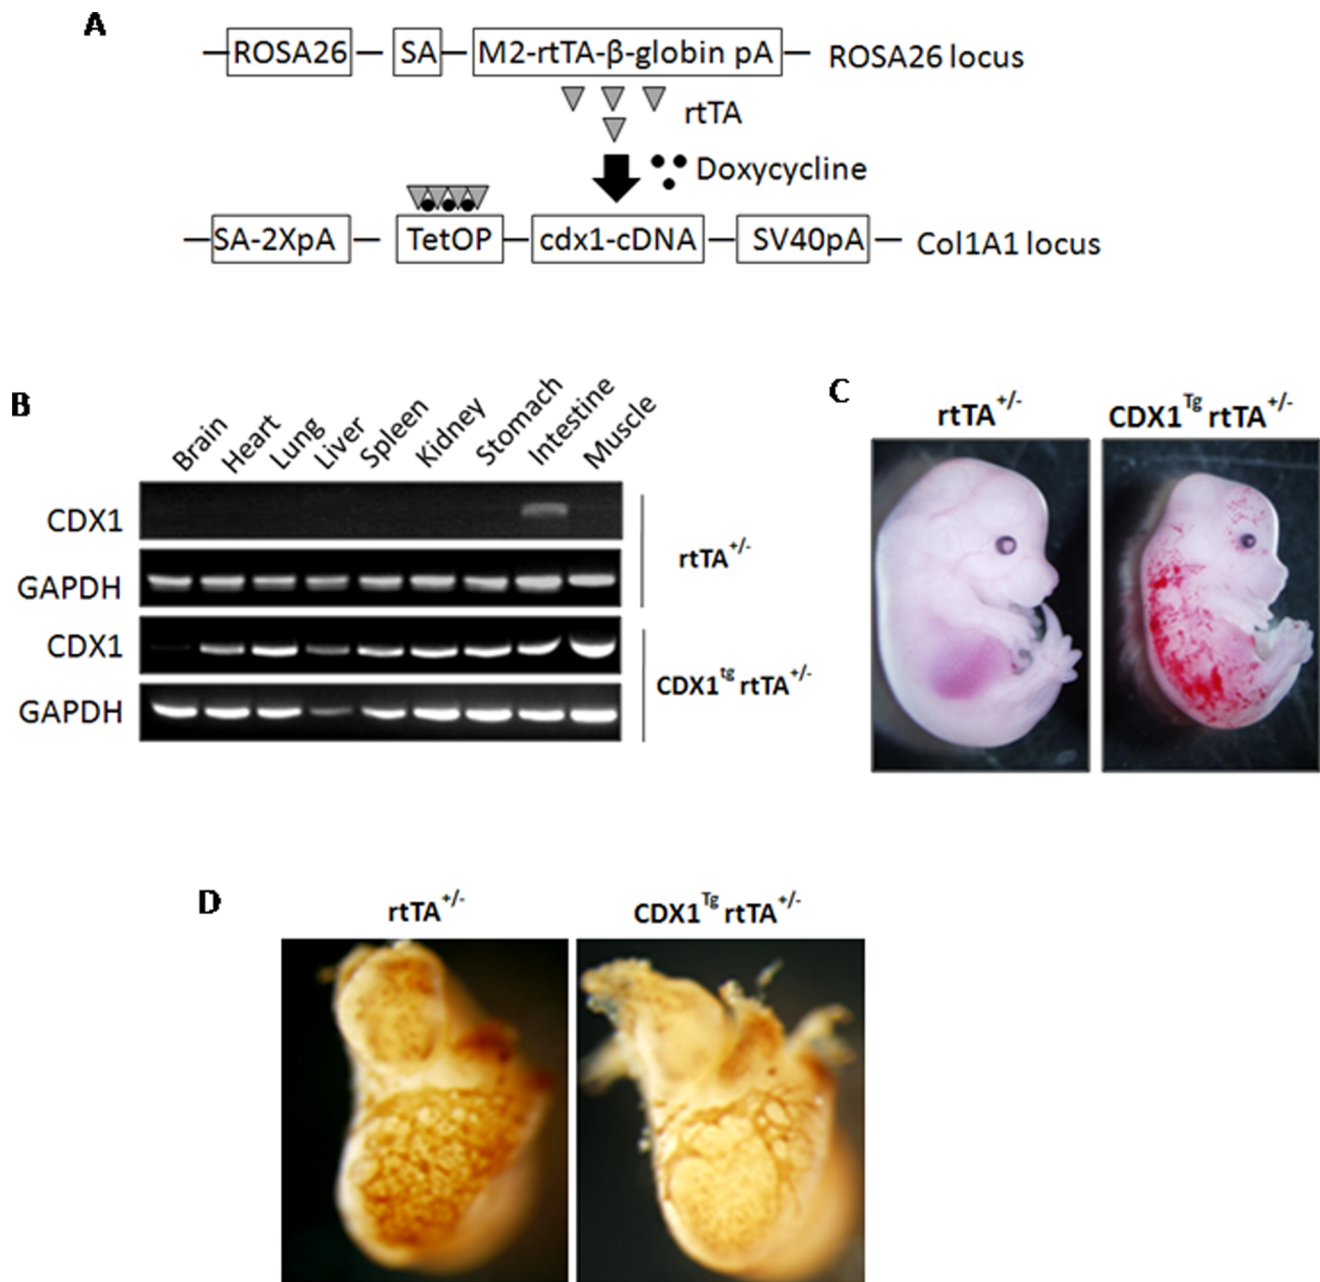 A
ROSA26 SA M2-rtTA-β-globin pA ROSA26 locus
rtTA
Doxycycline
SA-2XpA TetOP cdx1-cDNA SV40pA Col1A1 locus
B
Brain Heart Lung Liver Spleen Kidney Stomach Intestine Muscle
CDX1
GAPDH
rtTA+/-
CDX1
GAPDH
CDX1tg rtTA+/-
C
rtTA+/- CDX1Tg rtTA+/-
D
rtTA+/- CDX1Tg rtTA+/-